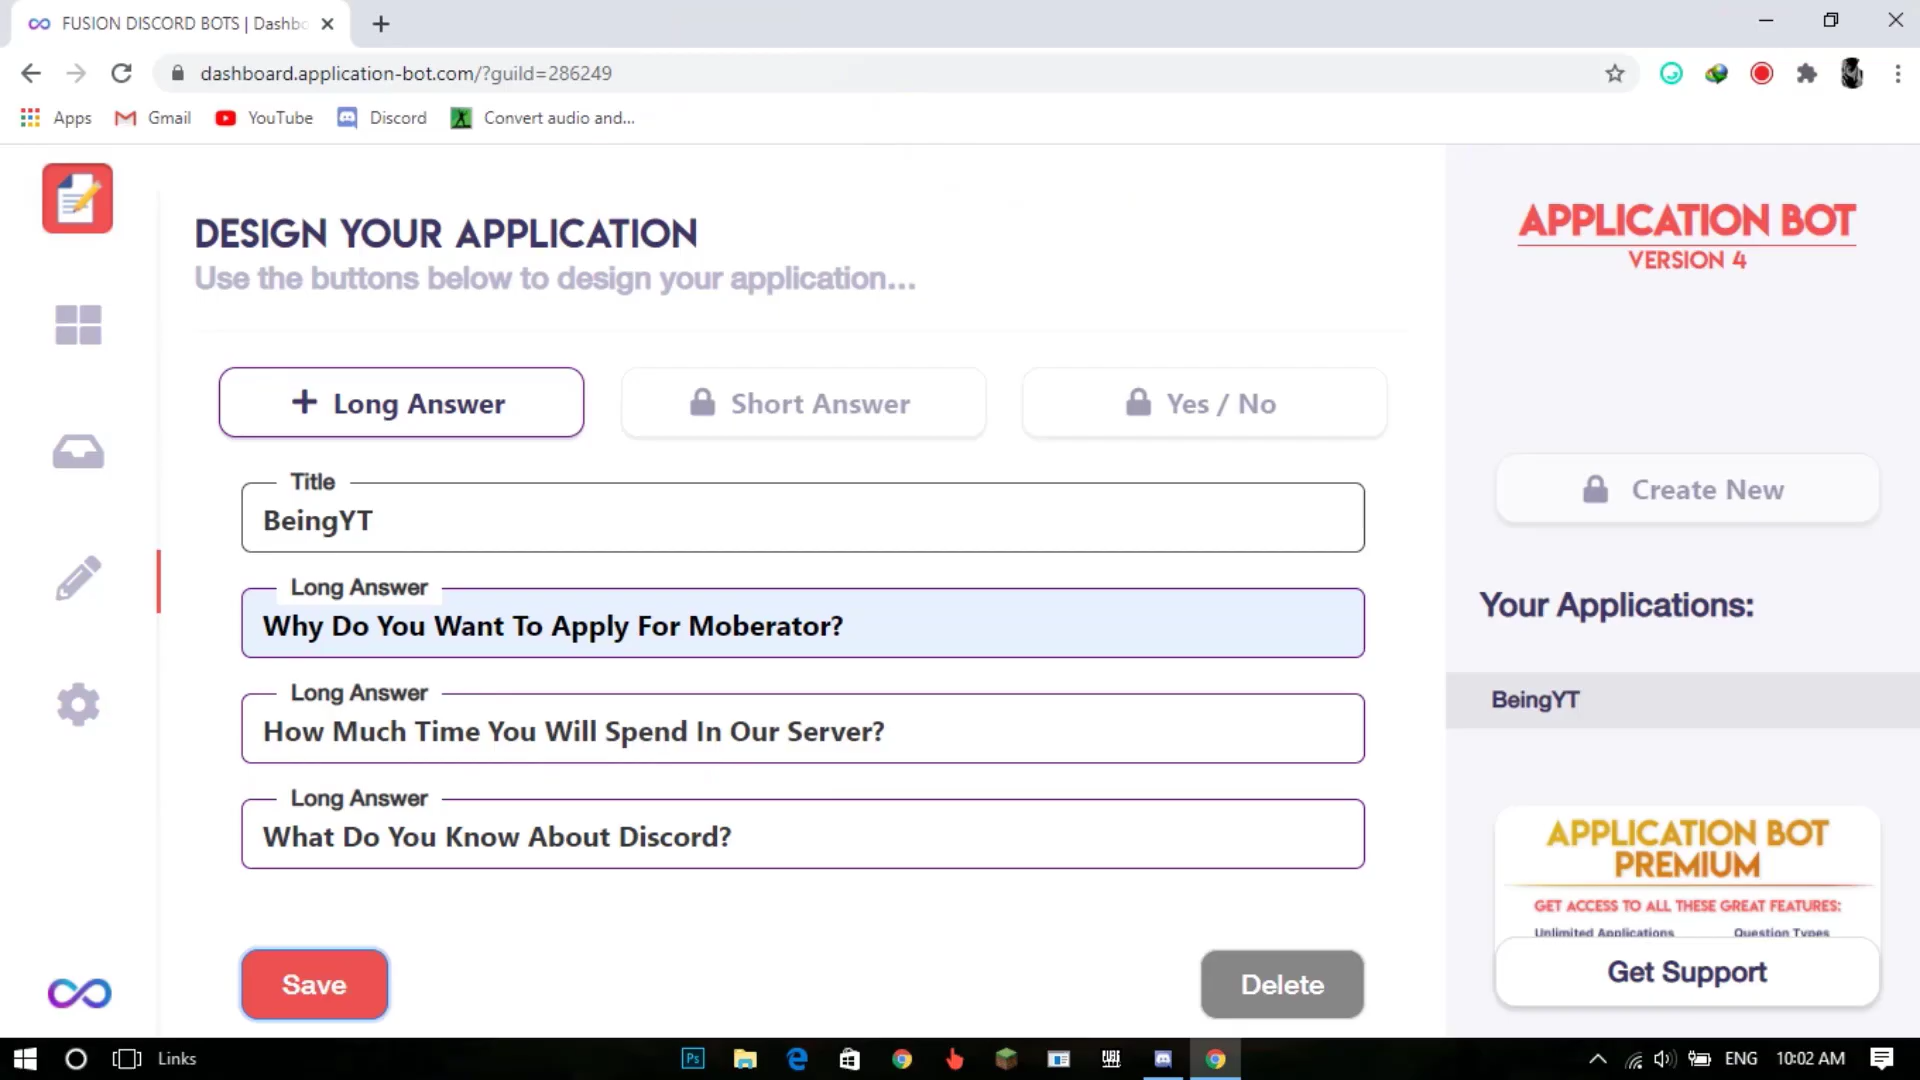 FUSION DISCORD BOTS | Dashbo
dashboard.application-bot.com/?guild=286249
Apps
Gmail
YouTube
Discord
Convert audio and...
DESIGN YOUR APPLICATION
Use the buttons below to design your application...
+ Long Answer
Short Answer
Yes / No
Title
BeingYT
Long Answer
Why Do You Want To Apply For Moberator?
Long Answer
How Much Time You Will Spend In Our Server?
Long Answer
What Do You Know About Discord?
Save
Delete
APPLICATION BOT
VERSION 4
Create New
Your Applications:
BeingYT
APPLICATION BOT
PREMIUM
GET ACCESS TO ALL THESE GREAT FEATURES:
Unlimited Applications
Question Types
Get Support
Links
Ps
ENG
10:02 AM